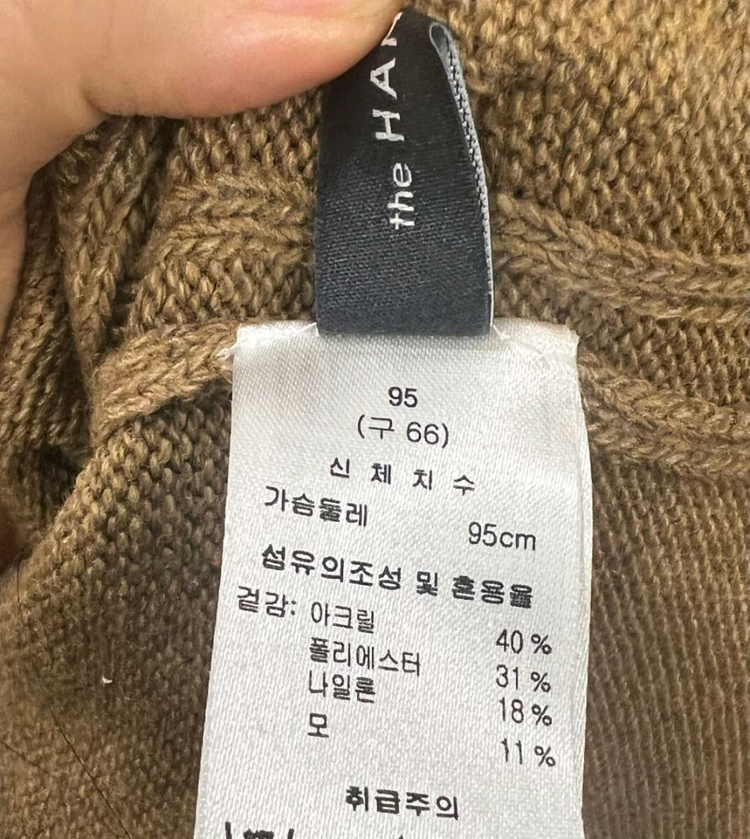 the HAN
95
(구 66)
신 체 치 수
가슴둘레 95cm
섬유의조성 및 혼용율
겉감: 아크릴 40%
폴리에스터 31%
나일론 18%
모 11%
취급주의